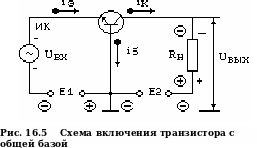 iэ iк
ИК
UВХ
iБ
RН
UВЫХ
E1 E2
Рис. 16.5 Схема включения транзистора с
общей базой